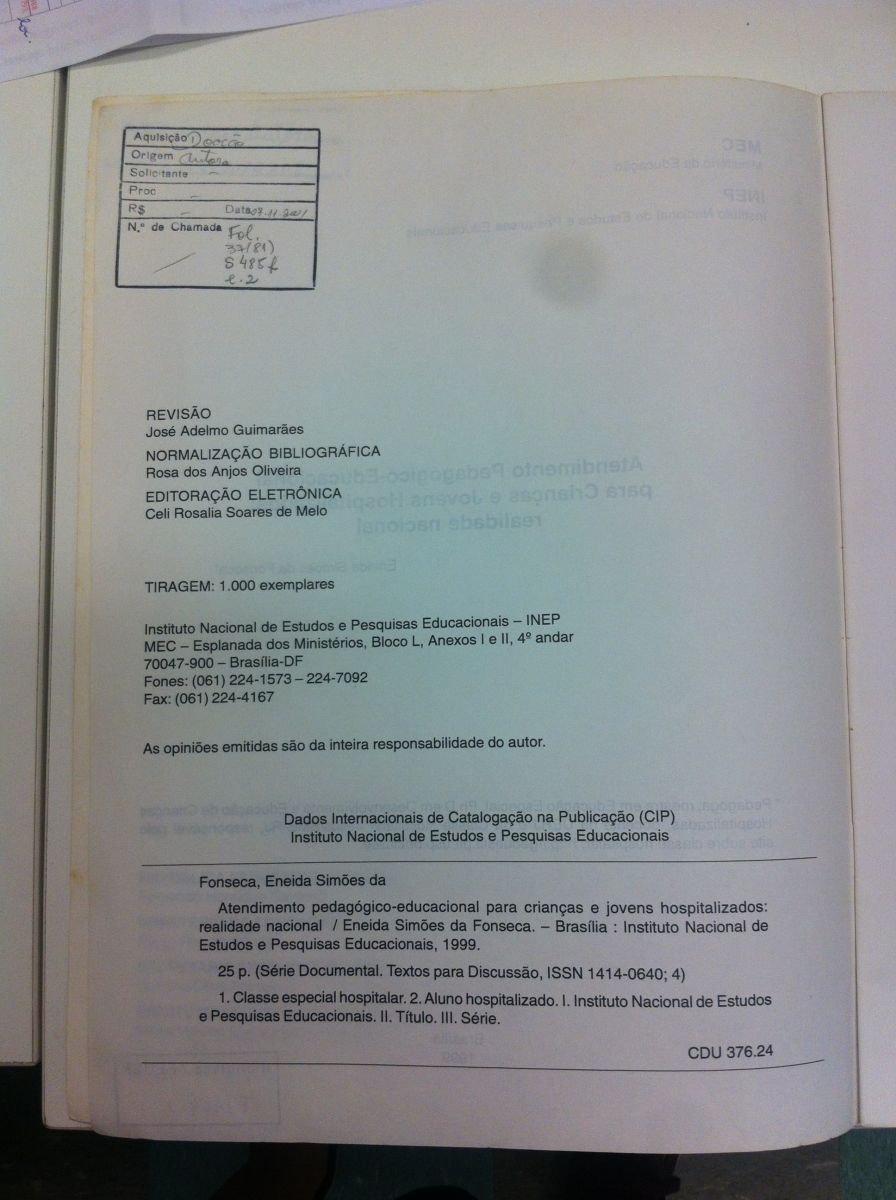 Aquisição Doação
Origem Autora
Solicitante -
Proc -
R$ - Data 07.11.2001
N.º de Chamada Fol.
37(81)
S485f
e.2
REVISÃO
José Adelmo Guimarães
NORMALIZAÇÃO BIBLIOGRÁFICA
Rosa dos Anjos Oliveira
EDITORAÇÃO ELETRÔNICA
Celi Rosalia Soares de Melo
TIRAGEM: 1.000 exemplares
Instituto Nacional de Estudos e Pesquisas Educacionais – INEP
MEC – Esplanada dos Ministérios, Bloco L, Anexos I e II, 4º andar
70047-900 – Brasília-DF
Fones: (061) 224-1573 – 224-7092
Fax: (061) 224-4167
As opiniões emitidas são da inteira responsabilidade do autor.
Dados Internacionais de Catalogação na Publicação (CIP)
Instituto Nacional de Estudos e Pesquisas Educacionais
Fonseca, Eneida Simões da
Atendimento pedagógico-educacional para crianças e jovens hospitalizados:
realidade nacional / Eneida Simões da Fonseca. – Brasília : Instituto Nacional de
Estudos e Pesquisas Educacionais, 1999.
25 p. (Série Documental. Textos para Discussão, ISSN 1414-0640; 4)
1. Classe especial hospitalar. 2. Aluno hospitalizado. I. Instituto Nacional de Estudos
e Pesquisas Educacionais. II. Título. III. Série.
CDU 376.24